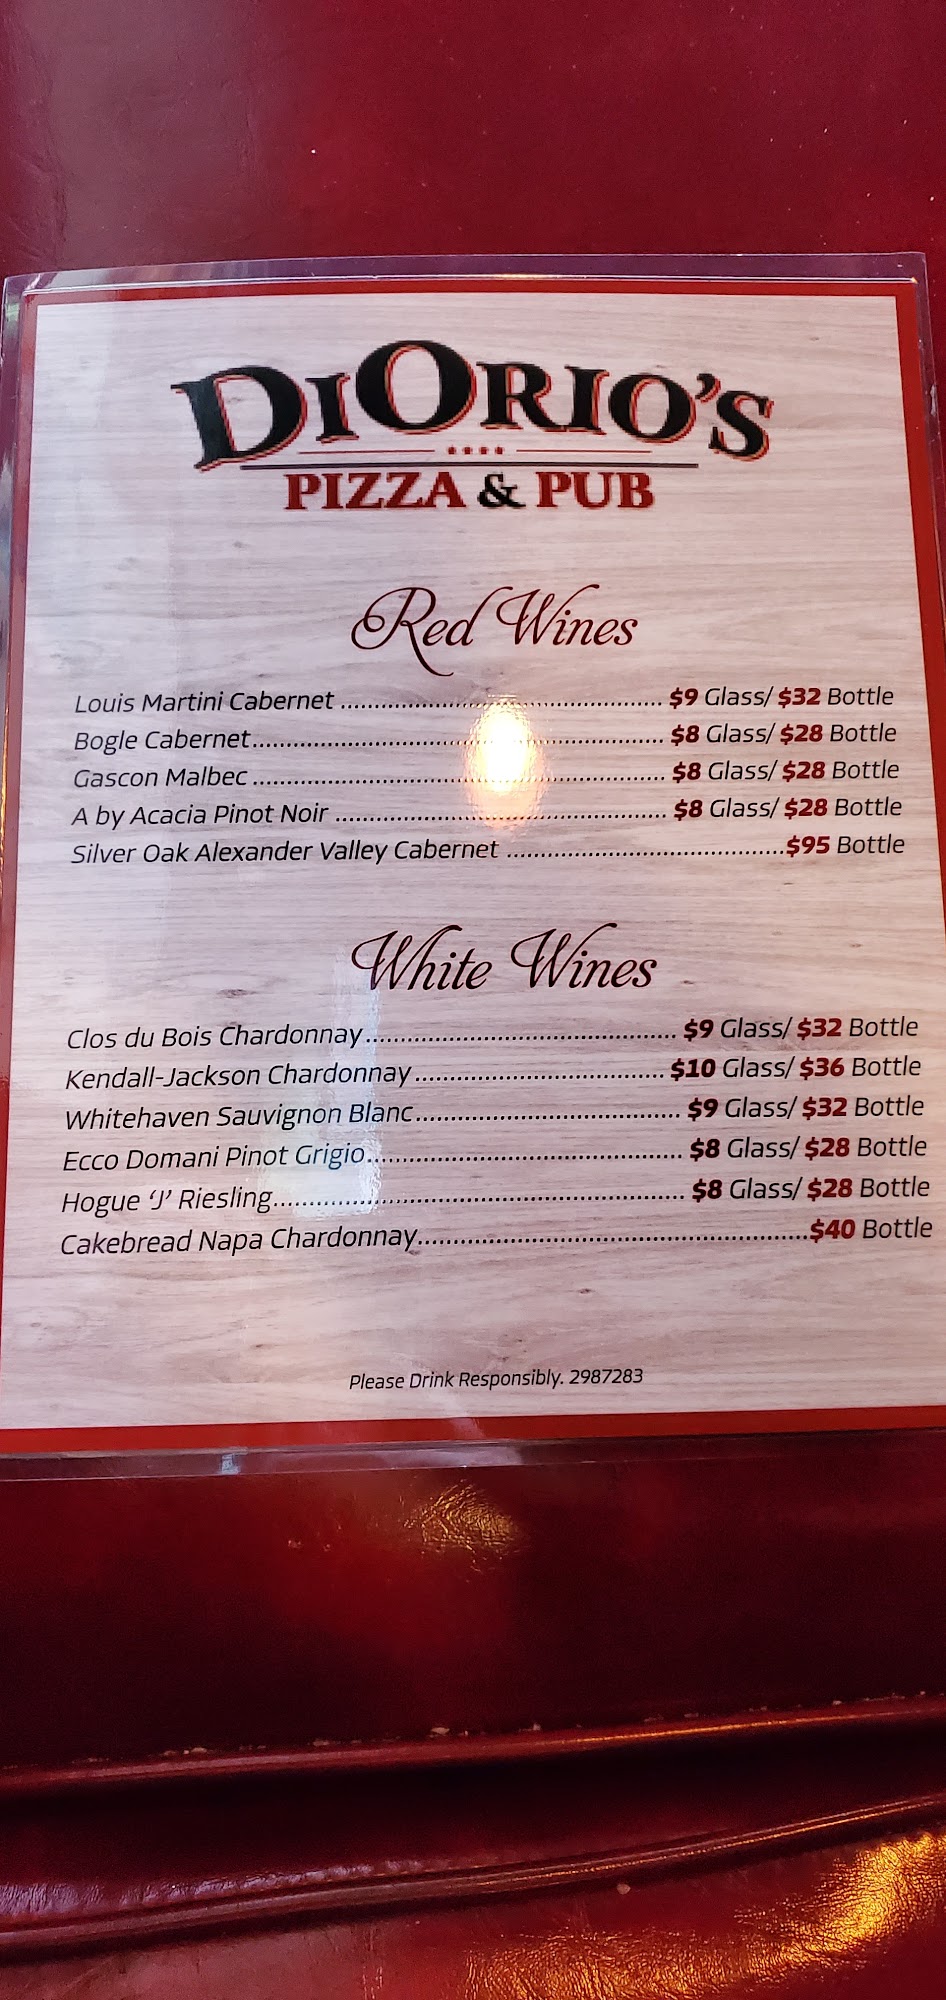 DiOrio's
PIZZA & PUB
Red Wines
Louis Martini Cabernet ............................................ $9 Glass/ $32 Bottle
Bogle Cabernet......................................................... $8 Glass/ $28 Bottle
Gascon Malbec ......................................................... $8 Glass/ $28 Bottle
A by Acacia Pinot Noir .............................................. $8 Glass/ $28 Bottle
Silver Oak Alexander Valley Cabernet ......................................$95 Bottle
White Wines
Clos du Bois Chardonnay........................................... $9 Glass/ $32 Bottle
Kendall-Jackson Chardonnay................................... $10 Glass/ $36 Bottle
Whitehaven Sauvignon Blanc..................................... $9 Glass/ $32 Bottle
Ecco Domani Pinot Grigio........................................... $8 Glass/ $28 Bottle
Hogue 'J' Riesling........................................................ $8 Glass/ $28 Bottle
Cakebread Napa Chardonnay.....................................................$40 Bottle
Please Drink Responsibly. 2987283